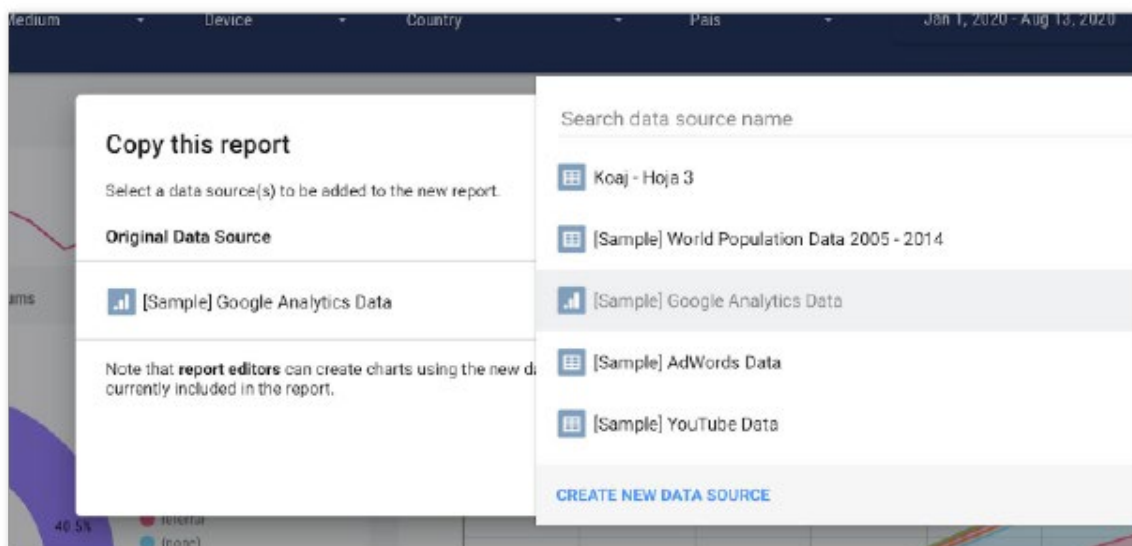 Medium Device Country Pais Jan 1, 2020 - Aug 13, 2020
Copy this report
Select a data source(s) to be added to the new report.
Original Data Source
[Sample] Google Analytics Data
Note that report editors can create charts using the new
currently included in the report.
Search data source name
Koaj - Hoja 3
[Sample] World Population Data 2005 - 2014
[Sample] Google Analytics Data
[Sample] AdWords Data
[Sample] YouTube Data
CREATE NEW DATA SOURCE
40.5%
referral
(none)